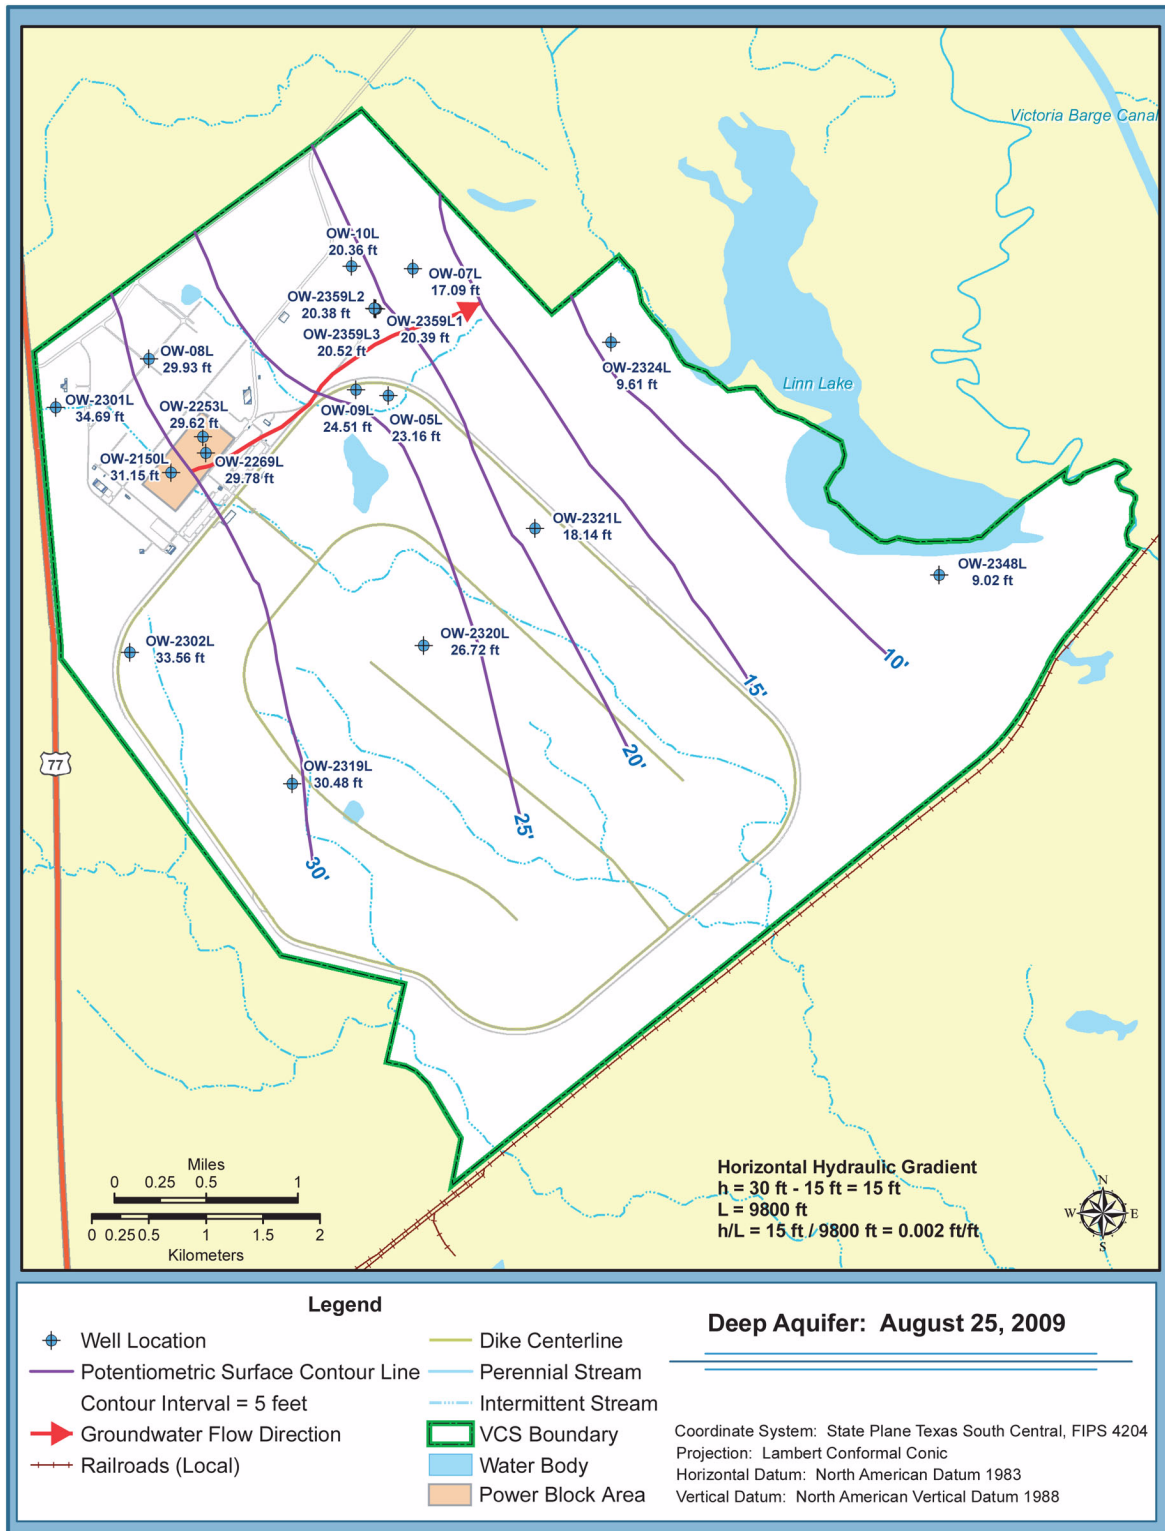 Victoria Barge Canal
OW-10L
20.36 ft
OW-07L
17.09 ft
OW-2359L2
20.38 ft
OW-2359L1
20.39 ft
OW-2359L3
20.52 ft
OW-08L
29.93 ft
OW-2324L
9.61 ft
Linn Lake
OW-2301L
34.69 ft
OW-2253L
29.62 ft
OW-09L
24.51 ft
OW-05L
23.16 ft
OW-2150L
31.15 ft
OW-2269L
29.78 ft
OW-2321L
18.14 ft
OW-2348L
9.02 ft
OW-2302L
33.56 ft
OW-2320L
26.72 ft
10'
15'
20'
77
OW-2319L
30.48 ft
25'
30'
Miles
0 0.25 0.5 1
0 0.25 0.5 1 1.5 2
Kilometers
Horizontal Hydraulic Gradient
h = 30 ft - 15 ft = 15 ft
L = 9800 ft
h/L = 15 ft / 9800 ft = 0.002 ft/ft
N
W E
S
Legend
Well Location
Potentiometric Surface Contour Line
Contour Interval = 5 feet
Groundwater Flow Direction
Railroads (Local)
Dike Centerline
Perennial Stream
Intermittent Stream
VCS Boundary
Water Body
Power Block Area
Deep Aquifer: August 25, 2009
Coordinate System: State Plane Texas South Central, FIPS 4204
Projection: Lambert Conformal Conic
Horizontal Datum: North American Datum 1983
Vertical Datum: North American Vertical Datum 1988